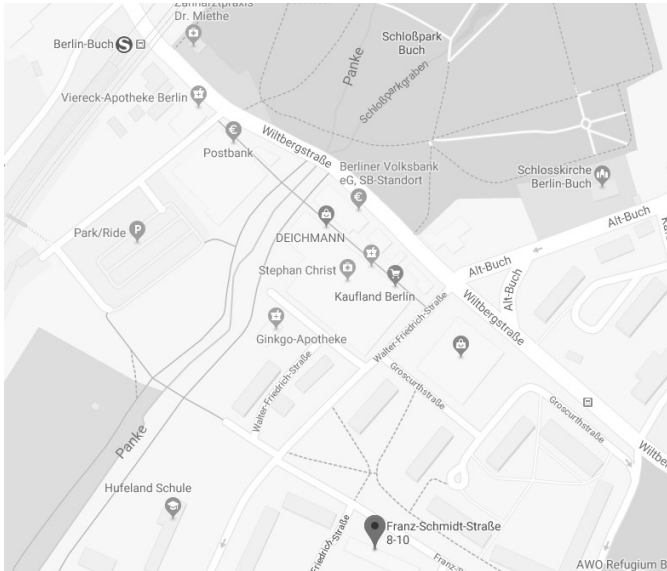 Zahnarztpraxis
Dr. Miethe
Berlin-Buch
S
Schloßpark
Buch
Panke
Schloßparkgraben
Viereck-Apotheke Berlin
€
Postbank
Wiltbergstraße
Berliner Volksbank
eG, SB-Standort
€
Schlosskirche
Berlin-Buch
Park/Ride
P
DEICHMANN
Alt-Buch
Alt-Buch
Alt-Buch
Stephan Christ
Kaufland Berlin
Wiltbergstraße
Ginkgo-Apotheke
Walter-Friedrich-Straße
Walter-Friedrich-Straße
Groscurthstraße
Groscurthstraße
Panke
Hufeland Schule
Franz-Schmidt-Straße
8-10
Friedrich-Straße
AWO Refugium B